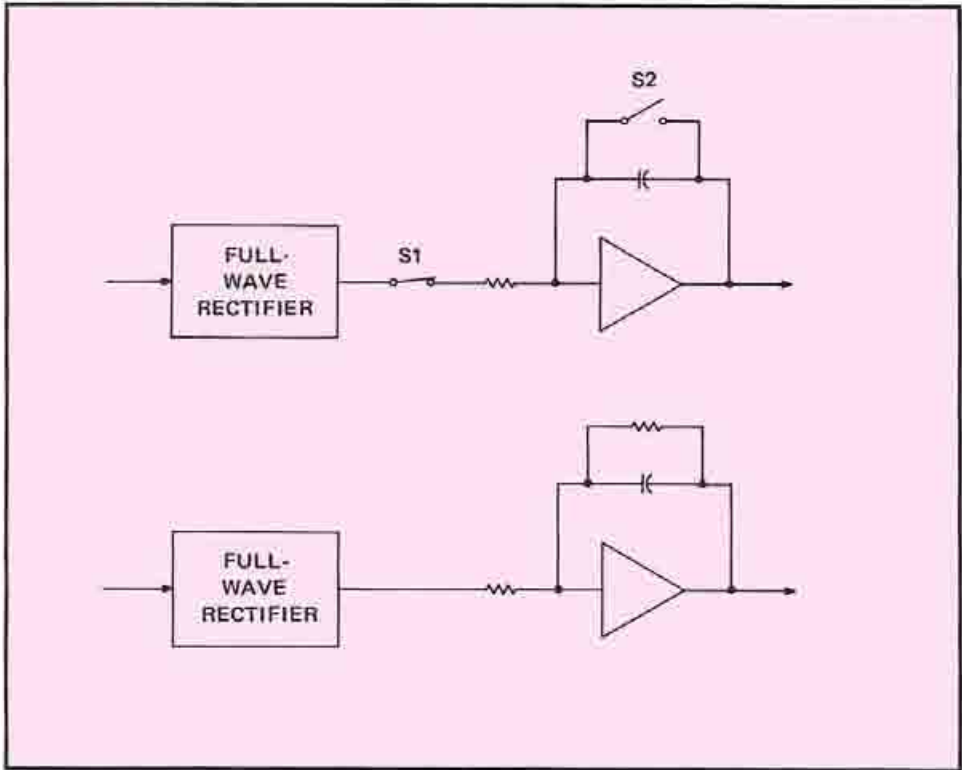 S2
S1
FULL-
WAVE
RECTIFIER
FULL-
WAVE
RECTIFIER